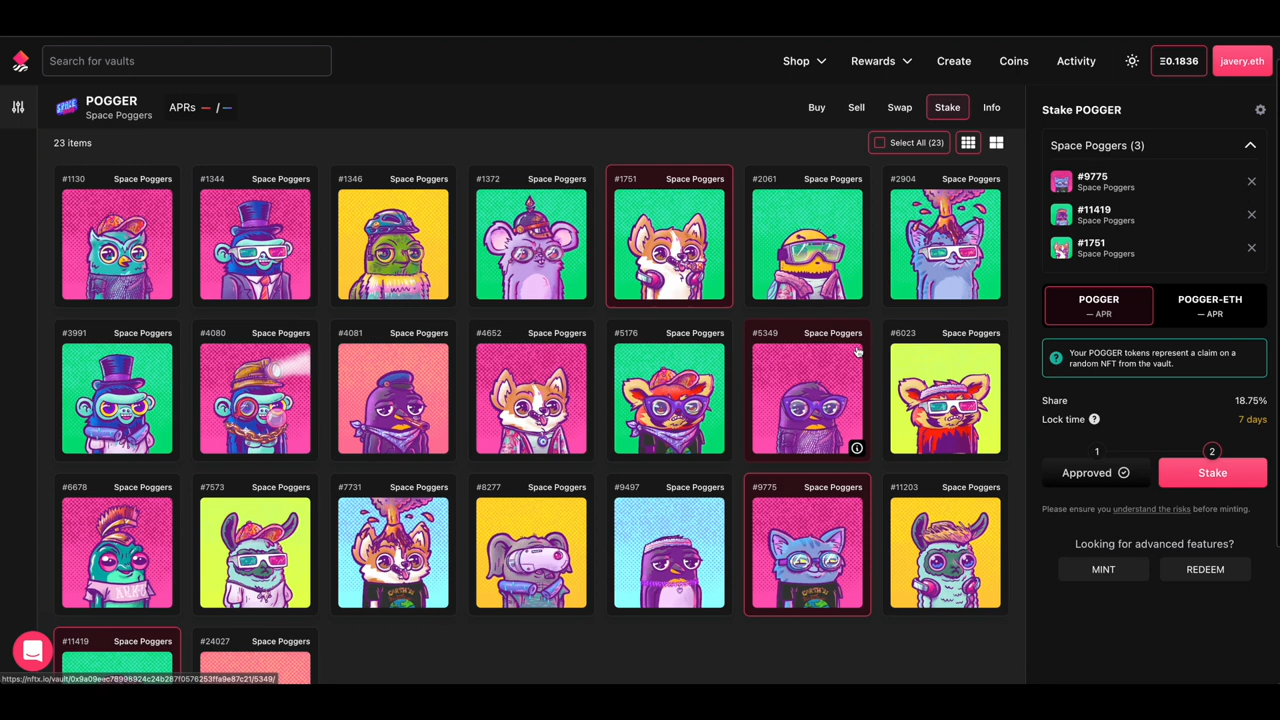 Search for vaults
Shop
Rewards
Create
Coins
Activity
Ξ0.1836
javery.eth
SPACE
POGGER
Space Poggers
APRs — / —
Buy
Sell
Swap
Stake
Info
23 items
Select All (23)
#1130 Space Poggers
#1344 Space Poggers
#1346 Space Poggers
#1372 Space Poggers
#1751 Space Poggers
#2061 Space Poggers
#2904 Space Poggers
#3991 Space Poggers
#4080 Space Poggers
#4081 Space Poggers
#4652 Space Poggers
#5176 Space Poggers
#5349 Space Poggers
#6023 Space Poggers
#6678 Space Poggers
#7573 Space Poggers
#7731 Space Poggers
#8277 Space Poggers
#9497 Space Poggers
#9775 Space Poggers
#11203 Space Poggers
#11419 Space Poggers
#24027 Space Poggers
Stake POGGER
Space Poggers (3)
#9775
Space Poggers
#11419
Space Poggers
#1751
Space Poggers
POGGER
— APR
POGGER-ETH
— APR
Your POGGER tokens represent a claim on a
random NFT from the vault.
Share 18.75%
Lock time 7 days
1
2
Approved
Stake
Please ensure you understand the risks before minting.
Looking for advanced features?
MINT
REDEEM